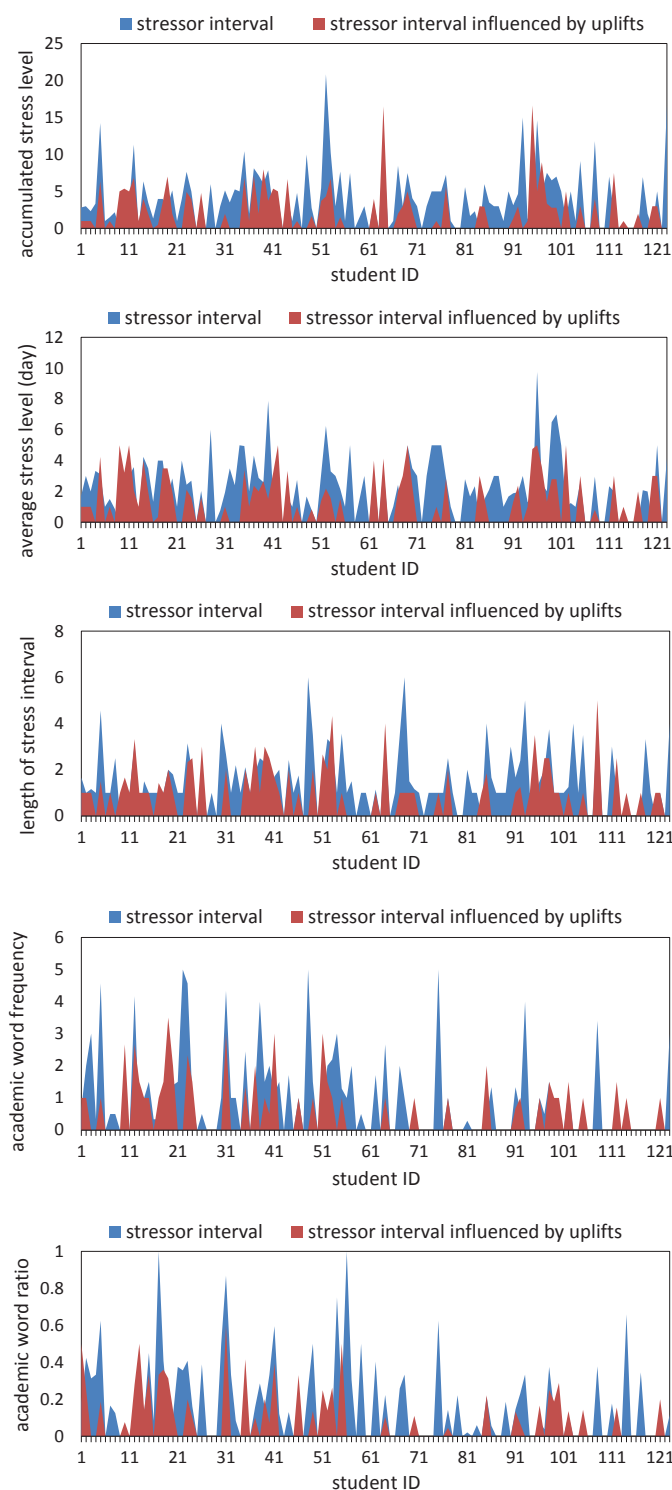 stressor interval stressor interval influenced by uplifts
accumulated stress level
25
20
15
10
5
0
1 11 21 31 41 51 61 71 81 91 101 111 121
student ID
stressor interval stressor interval influenced by uplifts
average stress level (day)
12
10
8
6
4
2
0
1 11 21 31 41 51 61 71 81 91 101 111 121
student ID
stressor interval stressor interval influenced by uplifts
length of stress interval
8
6
4
2
0
1 11 21 31 41 51 61 71 81 91 101 111 121
student ID
stressor interval stressor interval influenced by uplifts
academic word frequency
6
5
4
3
2
1
0
1 11 21 31 41 51 61 71 81 91 101 111 121
student ID
stressor interval stressor interval influenced by uplifts
academic word ratio
1
0.8
0.6
0.4
0.2
0
1 11 21 31 41 51 61 71 81 91 101 111 121
student ID